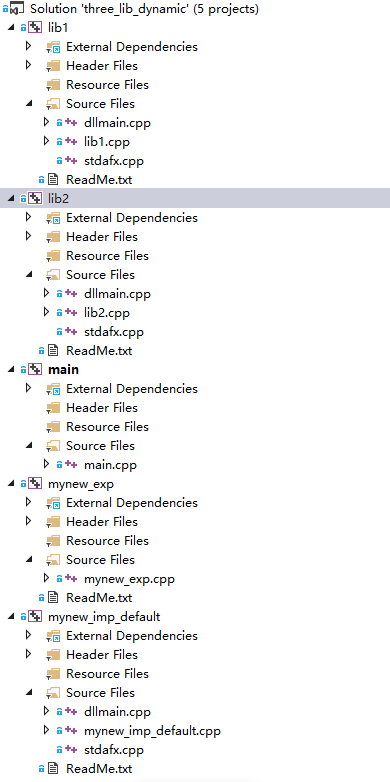 Solution 'three_lib_dynamic' (5 projects)
lib1
External Dependencies
Header Files
Resource Files
Source Files
dllmain.cpp
lib1.cpp
stdafx.cpp
ReadMe.txt
lib2
External Dependencies
Header Files
Resource Files
Source Files
dllmain.cpp
lib2.cpp
stdafx.cpp
ReadMe.txt
main
External Dependencies
Header Files
Resource Files
Source Files
main.cpp
mynew_exp
External Dependencies
Header Files
Resource Files
Source Files
mynew_exp.cpp
ReadMe.txt
mynew_imp_default
External Dependencies
Header Files
Resource Files
Source Files
dllmain.cpp
mynew_imp_default.cpp
stdafx.cpp
ReadMe.txt